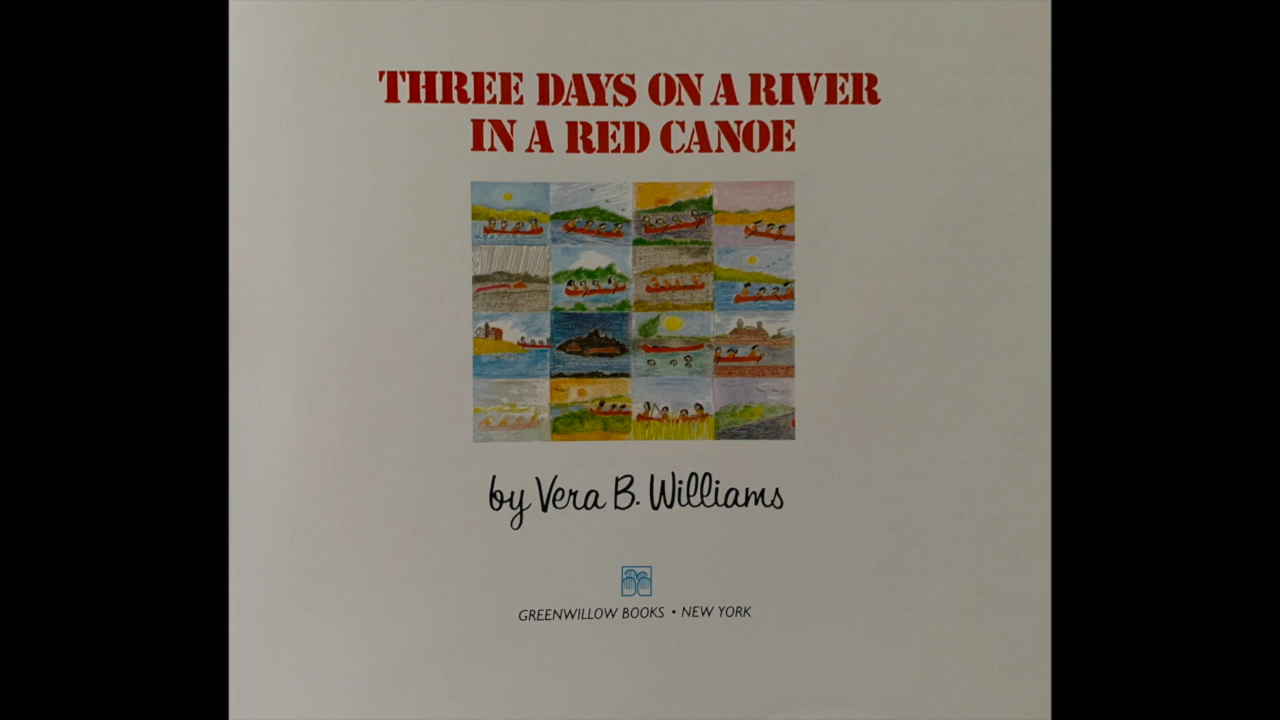 THREE DAYS ON A RIVER
IN A RED CANOE
by Vera B. Williams
GREENWILLOW BOOKS • NEW YORK